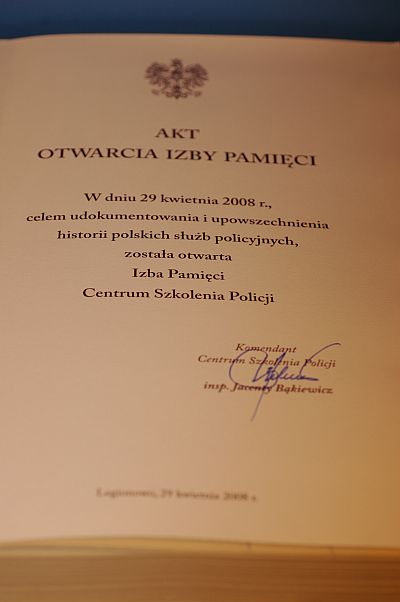 AKT
OTWARCIA IZBY PAMIĘCI
W dniu 29 kwietnia 2008 r.,
celem udokumentowania i upowszechnienia
historii polskich służb policyjnych,
została otwarta
Izba Pamięci
Centrum Szkolenia Policji
Komendant
Centrum Szkolenia Policji
insp. Jacenty Bąkiewicz
Legionowo, 29 kwietnia 2008 r.